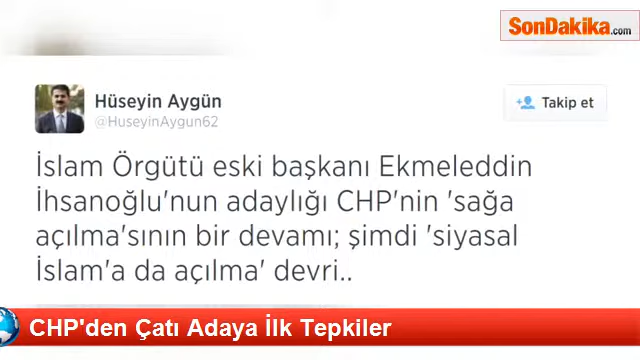 SonDakika.com
Hüseyin Aygün
@HuseyinAygun62
Takip et
İslam Örgütü eski başkanı Ekmeleddin
İhsanoğlu'nun adaylığı CHP'nin 'sağa
açılma'sının bir devamı; şimdi 'siyasal
İslam'a da açılma' devri..
CHP'den Çatı Adaya İlk Tepkiler